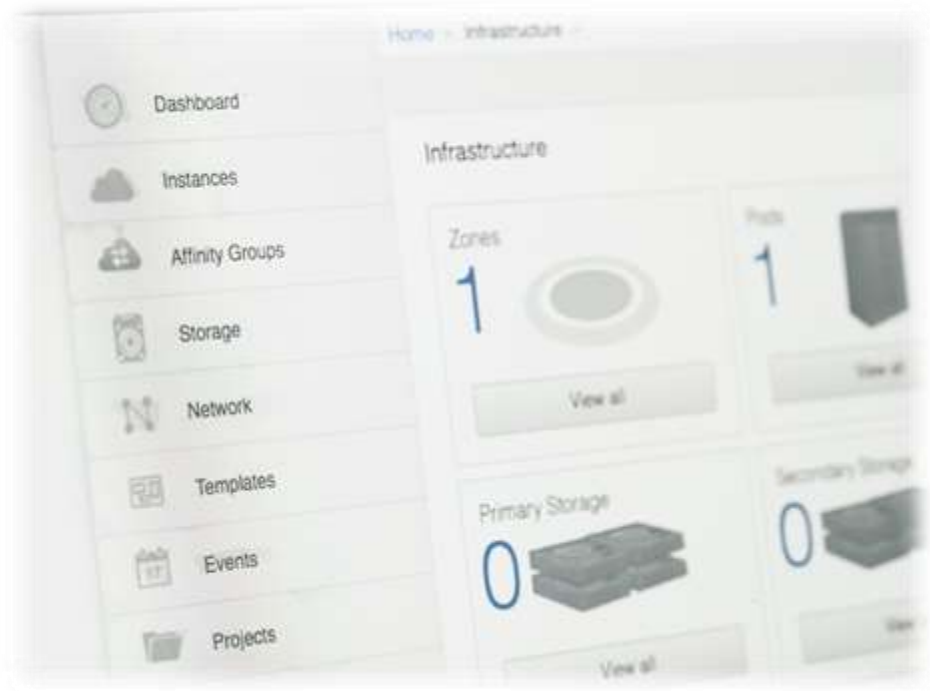 Home
Infrastructure
Dashboard
Instances
Affinity Groups
Storage
Network
Templates
Events
Projects
Infrastructure
Zones
1
View all
Pods
1
View all
Primary Storage
0
View all
Secondary Storage
0
View